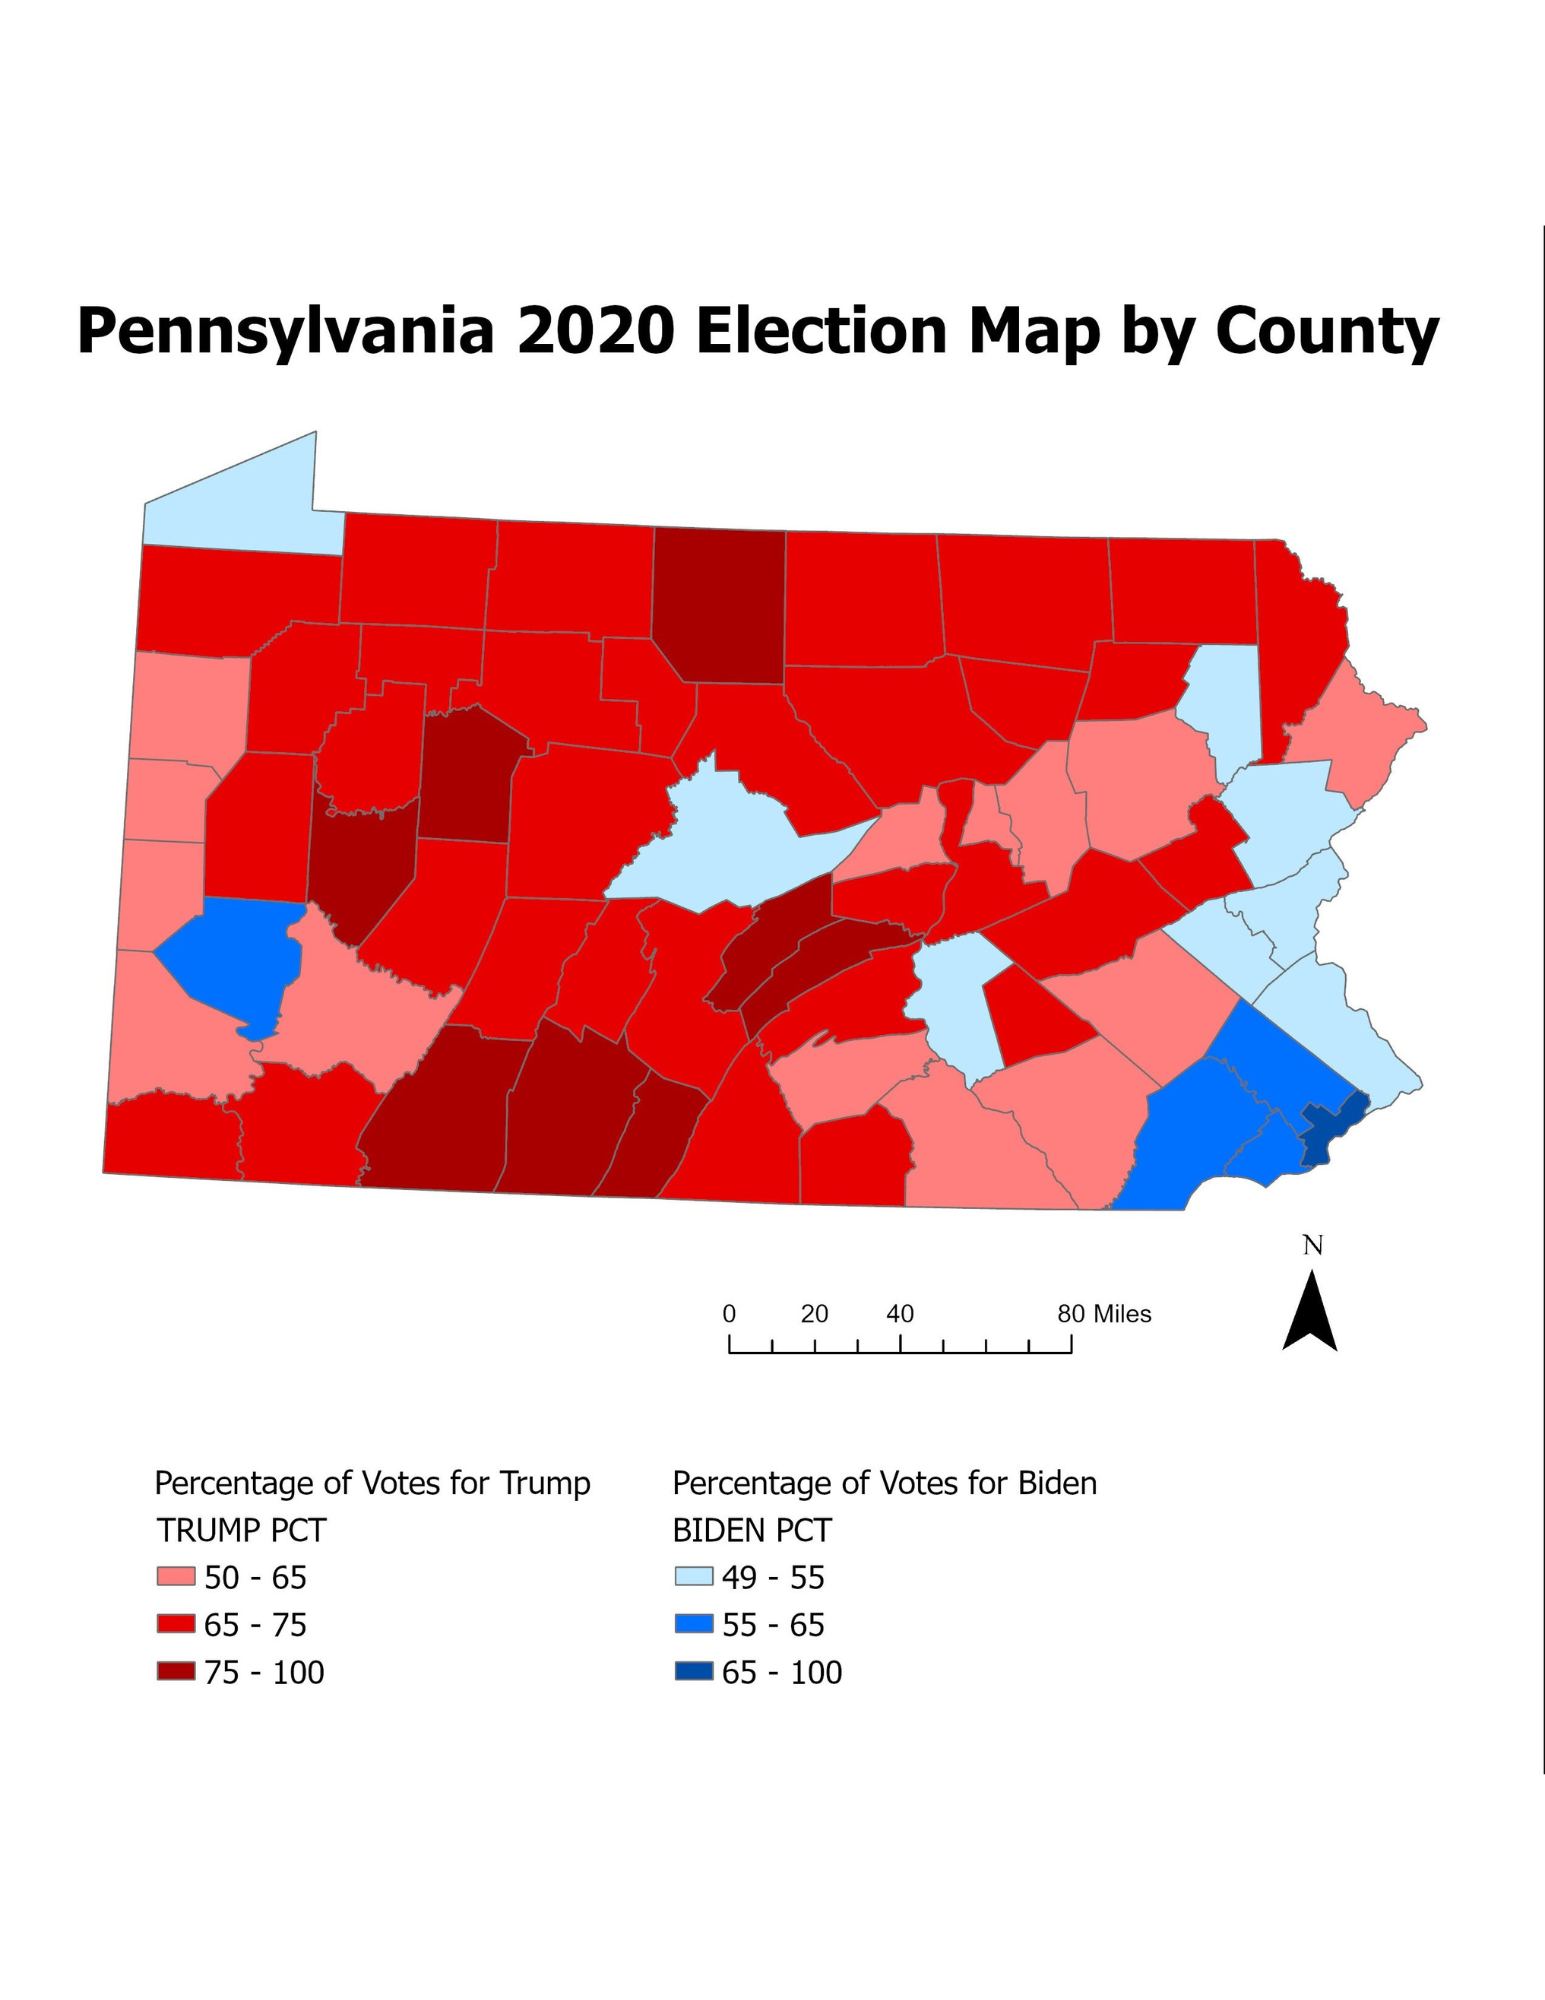 Pennsylvania 2020 Election Map by County
N
0 20 40 80 Miles
Percentage of Votes for Trump
TRUMP PCT
50 - 65
65 - 75
75 - 100
Percentage of Votes for Biden
BIDEN PCT
49 - 55
55 - 65
65 - 100